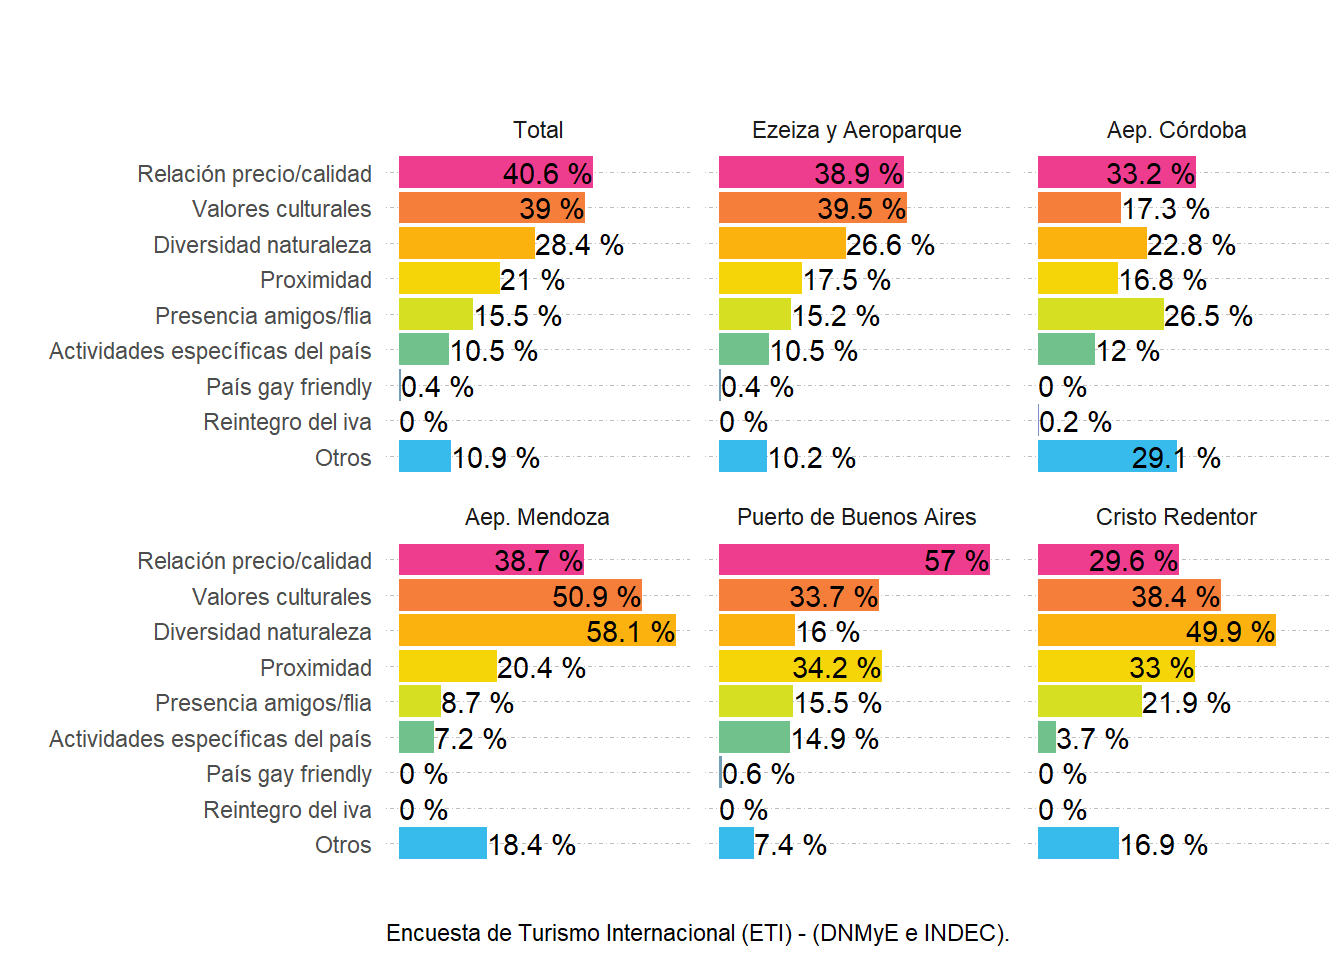 Total Ezeiza y Aeroparque Aep. Córdoba
Relación precio/calidad 40.6 % 38.9 % 33.2 %
Valores culturales 39 % 39.5 % 17.3 %
Diversidad naturaleza 28.4 % 26.6 % 22.8 %
Proximidad 21 % 17.5 % 16.8 %
Presencia amigos/flia 15.5 % 15.2 % 26.5 %
Actividades específicas del país 10.5 % 10.5 % 12 %
País gay friendly 0.4 % 0.4 % 0 %
Reintegro del iva 0 % 0 % 0.2 %
Otros 10.9 % 10.2 % 29.1 %
Aep. Mendoza Puerto de Buenos Aires Cristo Redentor
Relación precio/calidad 38.7 % 57 % 29.6 %
Valores culturales 50.9 % 33.7 % 38.4 %
Diversidad naturaleza 58.1 % 16 % 49.9 %
Proximidad 20.4 % 34.2 % 33 %
Presencia amigos/flia 8.7 % 15.5 % 21.9 %
Actividades específicas del país 7.2 % 14.9 % 3.7 %
País gay friendly 0 % 0.6 % 0 %
Reintegro del iva 0 % 0 % 0 %
Otros 18.4 % 7.4 % 16.9 %
Encuesta de Turismo Internacional (ETI) - (DNMyE e INDEC).